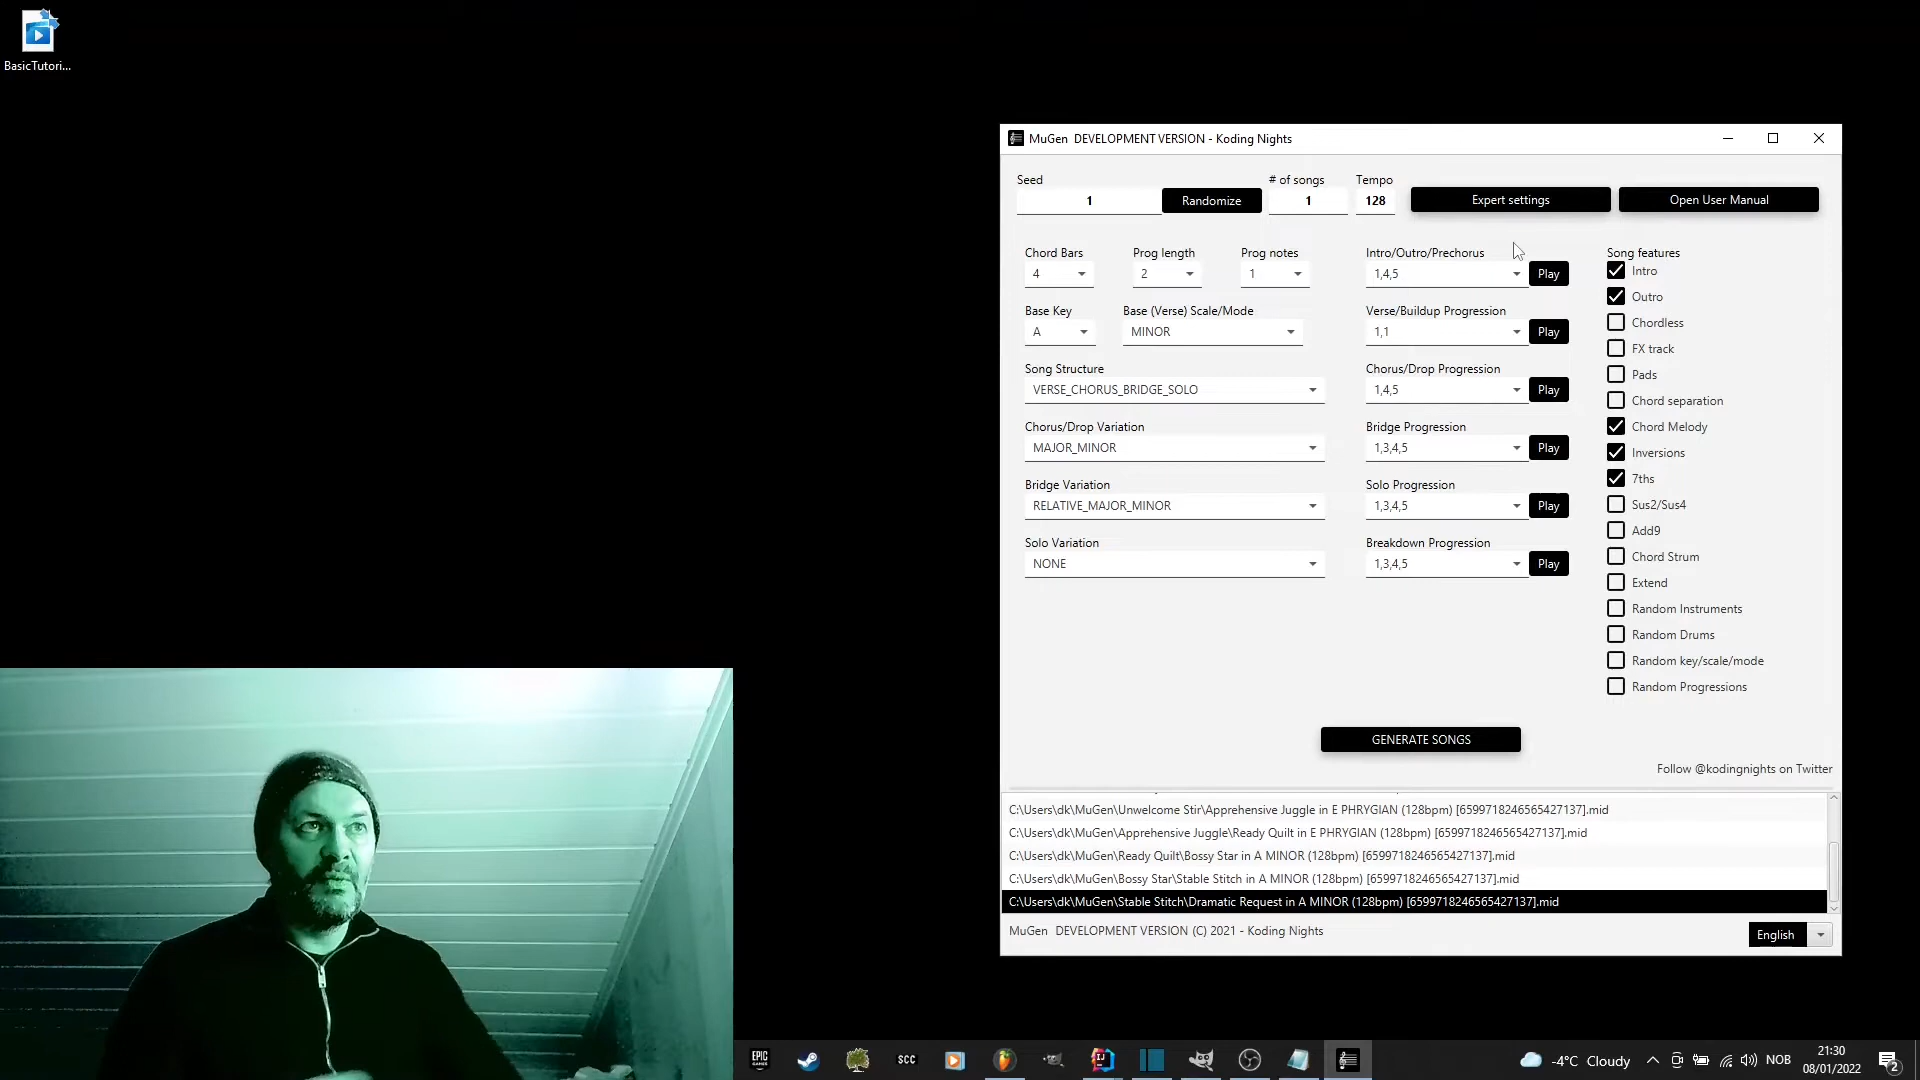 BasicTutori...
MuGen DEVELOPMENT VERSION - Koding Nights
Seed
1
Randomize
# of songs
1
Tempo
128
Expert settings
Open User Manual
Chord Bars
4
Prog length
2
Prog notes
1
Base Key
A
Base (Verse) Scale/Mode
MINOR
Song Structure
VERSE_CHORUS_BRIDGE_SOLO
Chorus/Drop Variation
MAJOR_MINOR
Bridge Variation
RELATIVE_MAJOR_MINOR
Solo Variation
NONE
Intro/Outro/Prechorus
1,4,5
Play
Verse/Buildup Progression
1,1
Play
Chorus/Drop Progression
1,4,5
Play
Bridge Progression
1,3,4,5
Play
Solo Progression
1,3,4,5
Play
Breakdown Progression
1,3,4,5
Play
Song features
Intro
Outro
Chordless
FX track
Pads
Chord separation
Chord Melody
Inversions
7ths
Sus2/Sus4
Add9
Chord Strum
Extend
Random Instruments
Random Drums
Random key/scale/mode
Random Progressions
GENERATE SONGS
Follow @kodingnights on Twitter
C:\Users\dk\MuGen\Unwelcome Stir\Apprehensive Juggle in E PHRYGIAN (128bpm) [6599718246565427137].mid
C:\Users\dk\MuGen\Apprehensive Juggle\Ready Quilt in E PHRYGIAN (128bpm) [6599718246565427137].mid
C:\Users\dk\MuGen\Ready Quilt\Bossy Star in A MINOR (128bpm) [6599718246565427137].mid
C:\Users\dk\MuGen\Bossy Star\Stable Stitch in A MINOR (128bpm) [6599718246565427137].mid
C:\Users\dk\MuGen\Stable Stitch\Dramatic Request in A MINOR (128bpm) [6599718246565427137].mid
MuGen DEVELOPMENT VERSION (C) 2021 - Koding Nights
English
EPIC
GAMES
SCC
-4°C Cloudy
NOB
21:30
08/01/2022
2